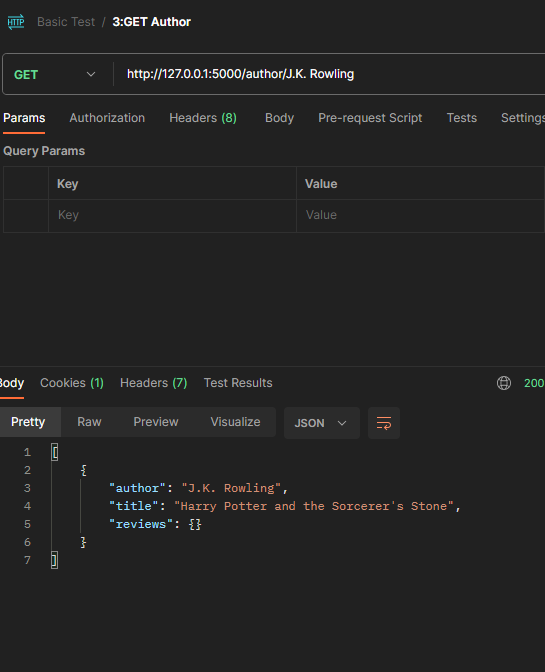 HTTP Basic Test / 3:GET Author
GET http://127.0.0.1:5000/author/J.K. Rowling
Params Authorization Headers (8) Body Pre-request Script Tests Settings
Query Params
Key Value
Key Value
Body Cookies (1) Headers (7) Test Results 200
Pretty Raw Preview Visualize JSON
1 [
2 {
3 "author": "J.K. Rowling",
4 "title": "Harry Potter and the Sorcerer's Stone",
5 "reviews": {}
6 }
7 ]